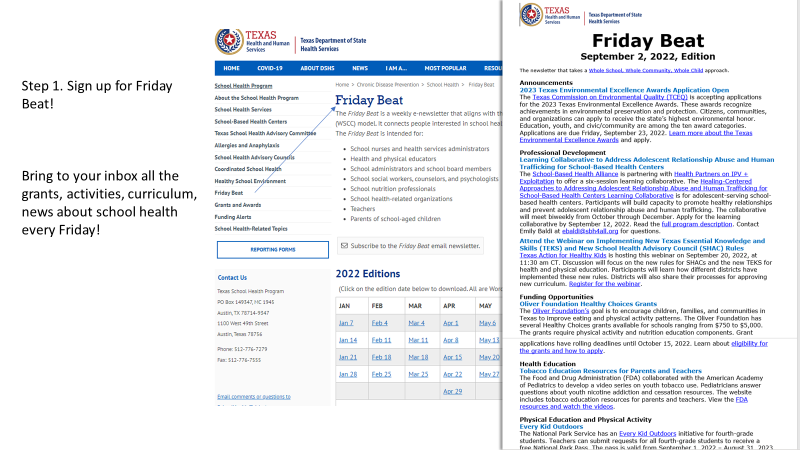 Step 1. Sign up for Friday
Beat!
Bring to your inbox all the
grants, activities, curriculum,
news about school health
every Friday!
TEXAS
Health and Human
Services
Texas Department of State
Health Services
HOME COVID-19 ABOUT DSHS NEWS I AM A... MOST POPULAR RESOU
School Health Program
About the School Health Program
School Health Services
School-Based Health Centers
Texas School Health Advisory Committee
Allergies and Anaphylaxis
School Health Advisory Councils
Coordinated School Health
Healthy School Environment
Friday Beat
Grants and Awards
Funding Alerts
School Health-Related Topics
REPORTING FORMS
Contact Us
Texas School Health Program
PO Box 149347, MC 1945
Austin, TX 78714-9347
1100 West 49th Street
Austin, Texas 78756
Phone: 512-776-7279
Fax: 512-776-7555
Email comments or questions to
Home > Chronic Disease Prevention > School Health > Friday Beat
Friday Beat
The Friday Beat is a weekly e-newsletter that aligns with th
(WSCC) model. It connects people interested in school heal
The Friday Beat is intended for:
• School nurses and health services administrators
• Health and physical educators
• School administrators and school board members
• School social workers, counselors, and psychologists
• School nutrition professionals
• School health-related organizations
• Teachers
• Parents of school-aged children
Subscribe to the Friday Beat email newsletter.
2022 Editions
(Click on the edition date below to download. All are Wor
JAN FEB MAR APR MAY
Jan 7 Feb 4 Mar 4 Apr 1 May 6
Jan 14 Feb 11 Mar 11 Apr 8 May 13
Jan 21 Feb 18 Mar 18 Apr 15 May 20
Jan 28 Feb 25 Mar 25 Apr 22 May 27
Apr 29
TEXAS
Health and Human
Services
Texas Department of State
Health Services
Friday Beat
September 2, 2022, Edition
The newsletter that takes a Whole School, Whole Community, Whole Child approach.
Announcements
2023 Texas Environmental Excellence Awards Application Open
The Texas Commission on Environmental Quality (TCEQ) is accepting applications
for the 2023 Texas Environmental Excellence Awards. These awards recognize
achievements in environmental preservation and protection. Citizens, communities,
and organizations can apply to receive the state's highest environmental honor.
Education, youth, and civic/community are among the ten award categories.
Applications are due Friday, September 23, 2022. Learn more about the Texas
Environmental Excellence Awards and apply.
Professional Development
Learning Collaborative to Address Adolescent Relationship Abuse and Human
Trafficking for School-Based Health Centers
The School-Based Health Alliance is partnering with Health Partners on IPV +
Exploitation to offer a six-session learning collaborative. The Healing-Centered
Approaches to Addressing Adolescent Relationship Abuse and Human Trafficking for
School-Based Health Centers Learning Collaborative is for adolescent-serving school-
based health centers. Participants will build capacity to promote healthy relationships
and prevent adolescent relationship abuse and human trafficking. The collaborative
will meet biweekly from October through December. Apply for the learning
collaborative by September 12, 2022. Read the full program description. Contact
Emily Baldi at ebaldi@sbh4all.org for questions.
Attend the Webinar on Implementing New Texas Essential Knowledge and
Skills (TEKS) and New School Health Advisory Council (SHAC) Rules
Texas Action for Healthy Kids is hosting this webinar on September 20, 2022, at
11:30 am CT. Discussion will focus on the new rules for SHACs and the new TEKS for
health and physical education. Participants will learn how different districts have
implemented these new rules. Districts will also share their processes for approving
new curriculum. Register for the webinar.
Funding Opportunities
Oliver Foundation Healthy Choices Grants
The Oliver Foundation's goal is to encourage children, families, and communities in
Texas to improve eating and physical activity patterns. The Oliver Foundation has
several Healthy Choices grants available for schools ranging from $750 to $5,000.
The grants require physical activity and nutrition education components. Grant
applications have rolling deadlines until October 15, 2022. Learn about eligibility for
the grants and how to apply.
Health Education
Tobacco Education Resources for Parents and Teachers
The Food and Drug Administration (FDA) collaborated with the American Academy
of Pediatrics to develop a video series on youth tobacco use. Pediatricians answer
questions about youth nicotine addiction and cessation resources. The website
includes tobacco education resources for parents and teachers. View the FDA
resources and watch the videos.
Physical Education and Physical Activity
Every Kid Outdoors
The National Park Service has an Every Kid Outdoors initiative for fourth-grade
students. Teachers can submit requests for all fourth-grade students to receive a
free National Park Pass. The pass is valid from September 1, 2022 – August 31, 2023